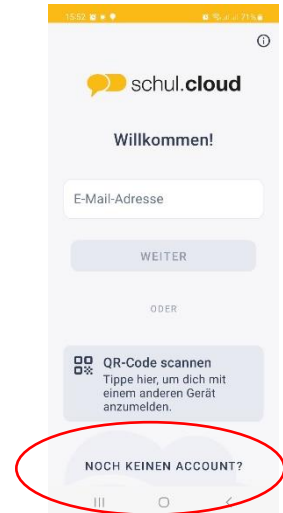 15:52
71%
schul.cloud
Willkommen!
E-Mail-Adresse
WEITER
ODER
QR-Code scannen
Tippe hier, um dich mit
einem anderen Gerät
anzumelden.
NOCH KEINEN ACCOUNT?